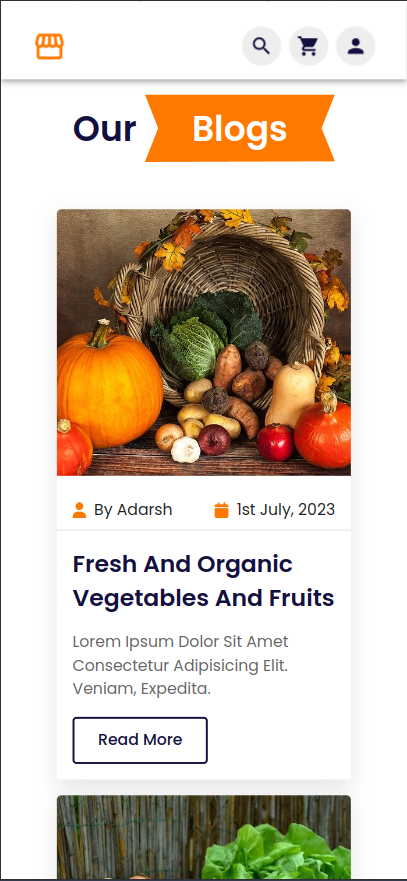 Our Blogs
By Adarsh 1st July, 2023
Fresh And Organic
Vegetables And Fruits
Lorem Ipsum Dolor Sit Amet
Consectetur Adipisicing Elit.
Veniam, Expedita.
Read More